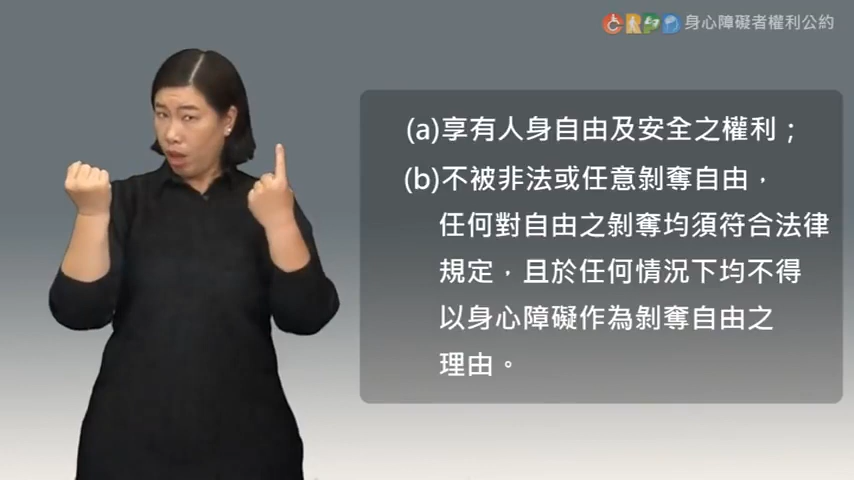 CRPD 身心障礙者權利公約
(a)享有人身自由及安全之權利；
(b)不被非法或任意剝奪自由，
任何對自由之剝奪均須符合法律
規定，且於任何情況下均不得
以身心障礙作為剝奪自由之
理由。